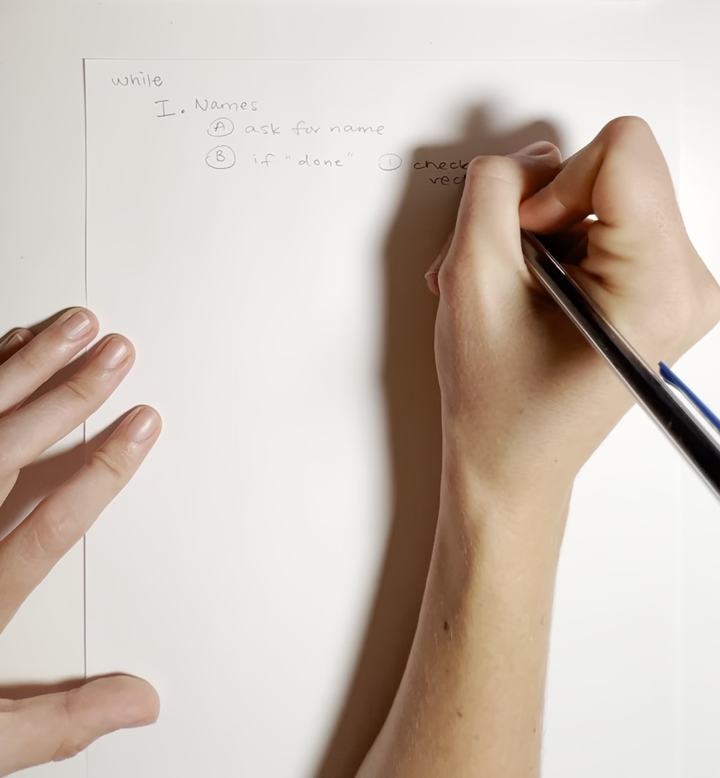 while
I. Names
A ask for name
B if "done" 1 check